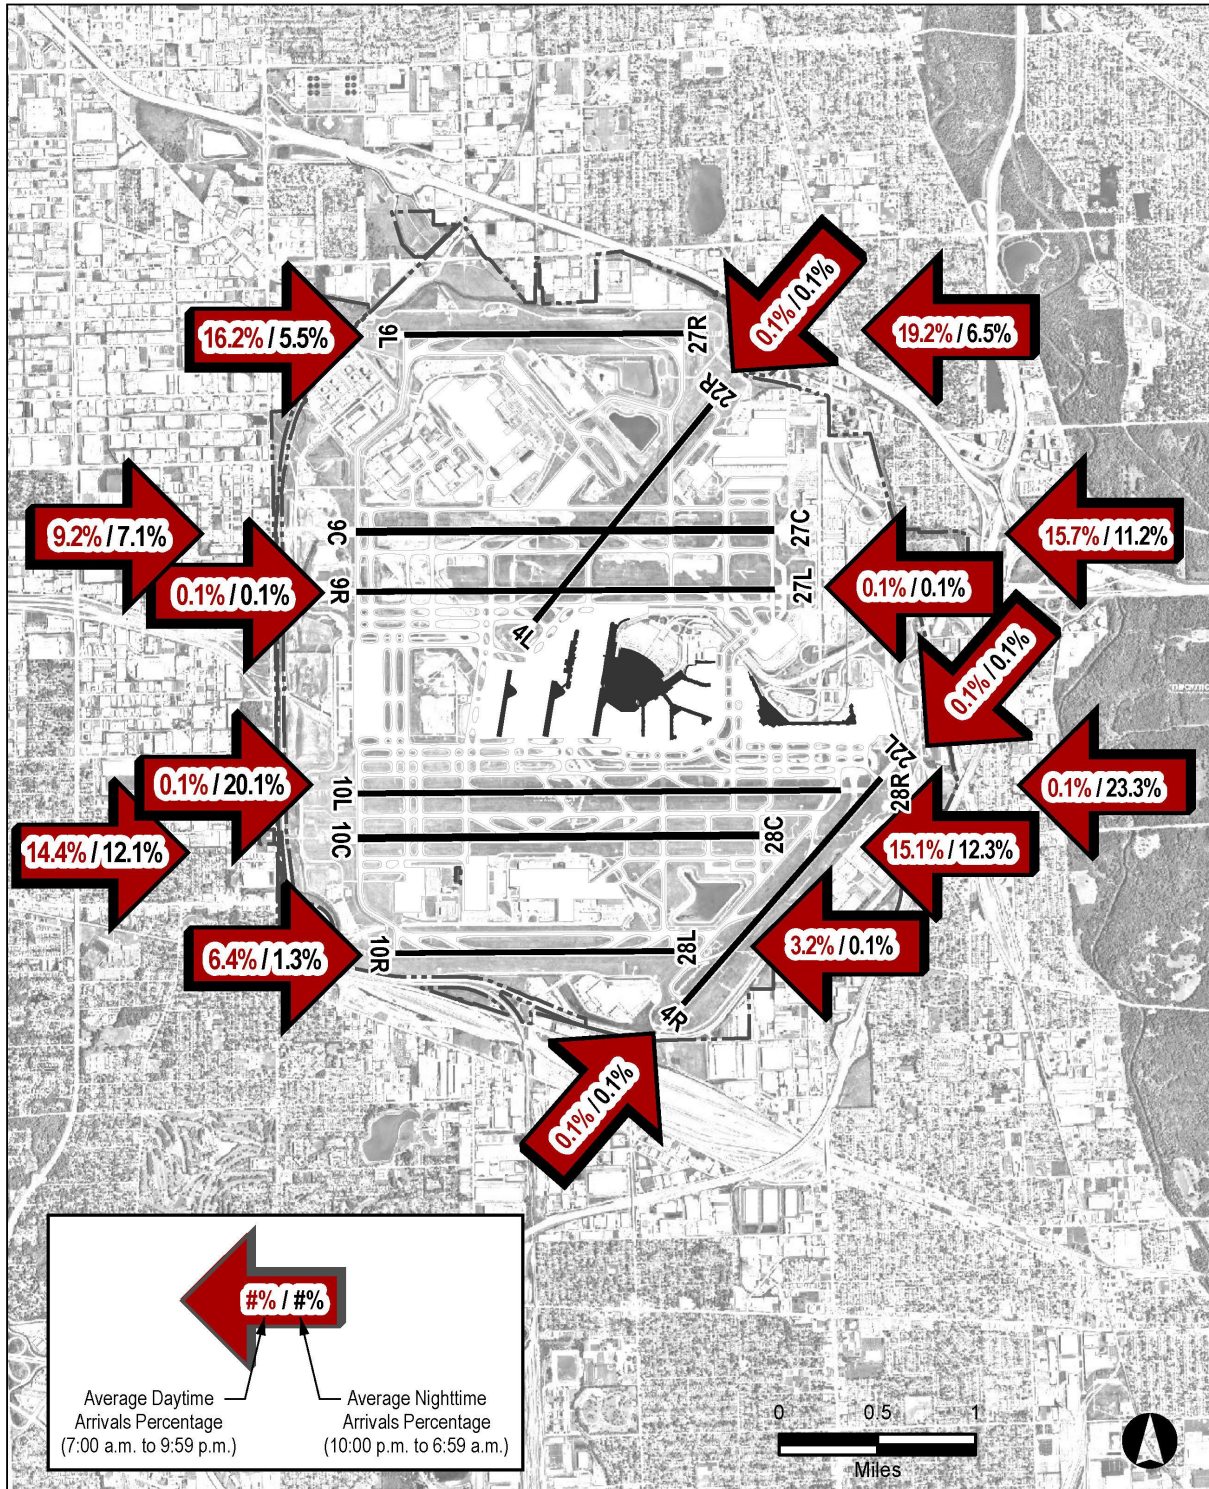 0.1% / 0.1%
16.2% / 5.5%
9L
27R
19.2% / 6.5%
22R
9.2% / 7.1%
9C
27C
15.7% / 11.2%
0.1% / 0.1%
9R
27L
0.1% / 0.1%
4L
0.1% / 0.1%
22L
0.1% / 20.1%
10L
28R
0.1% / 23.3%
14.4% / 12.1%
10C
28C
15.1% / 12.3%
6.4% / 1.3%
10R
28L
3.2% / 0.1%
4R
0.1% / 0.1%
#% / #%
Average Daytime
Arrivals Percentage
(7:00 a.m. to 9:59 p.m.)
Average Nighttime
Arrivals Percentage
(10:00 p.m. to 6:59 a.m.)
0 0.5 1
Miles